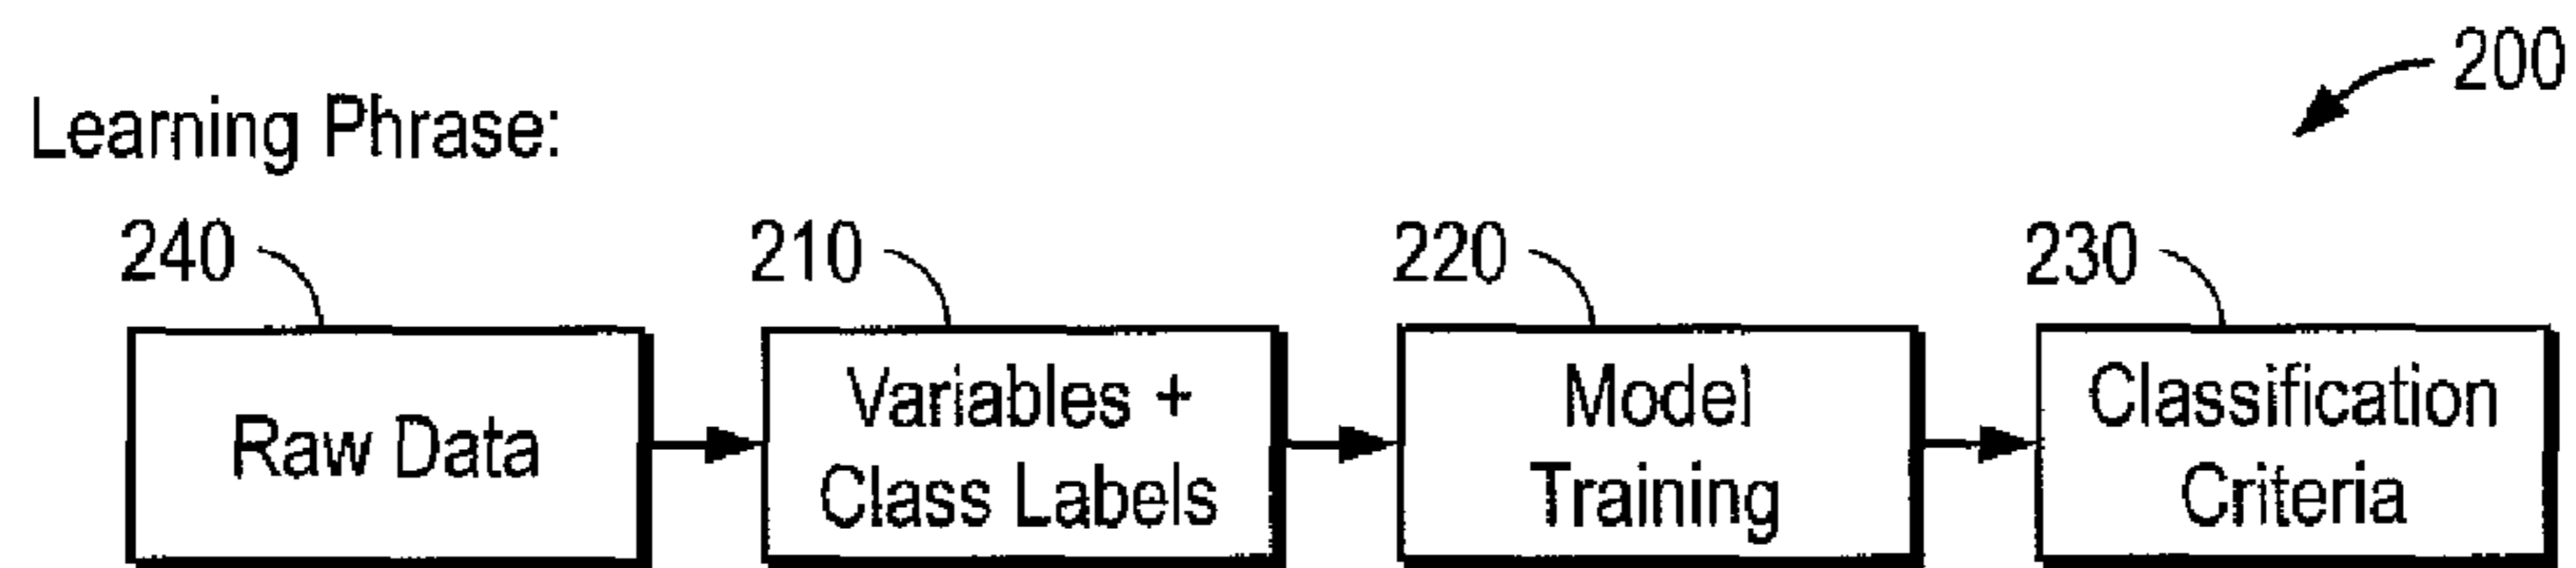 200
Learning Phrase:
240
210
220
230
Raw Data
Variables +
Class Labels
Model
Training
Classification
Criteria